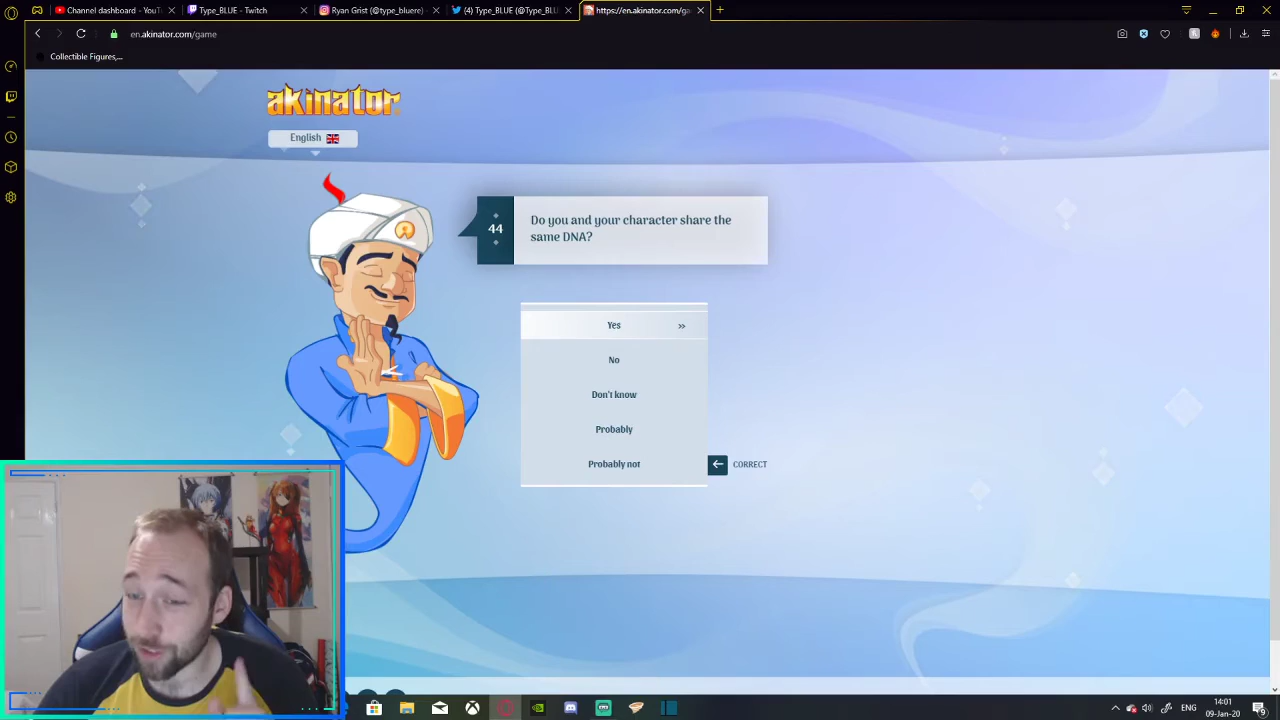 Channel dashboard - YouT
Type_BLUE - Twitch
Ryan Grist (@type_bluere) •
(4) Type_BLUE (@Type_BLUE
https://en.akinator.com/ga
en.akinator.com/game
Collectible Figures,...
akinator
English
44
Do you and your character share the
same DNA?
Yes
No
Don't know
Probably
Probably not
CORRECT
14:01
09-Jan-20